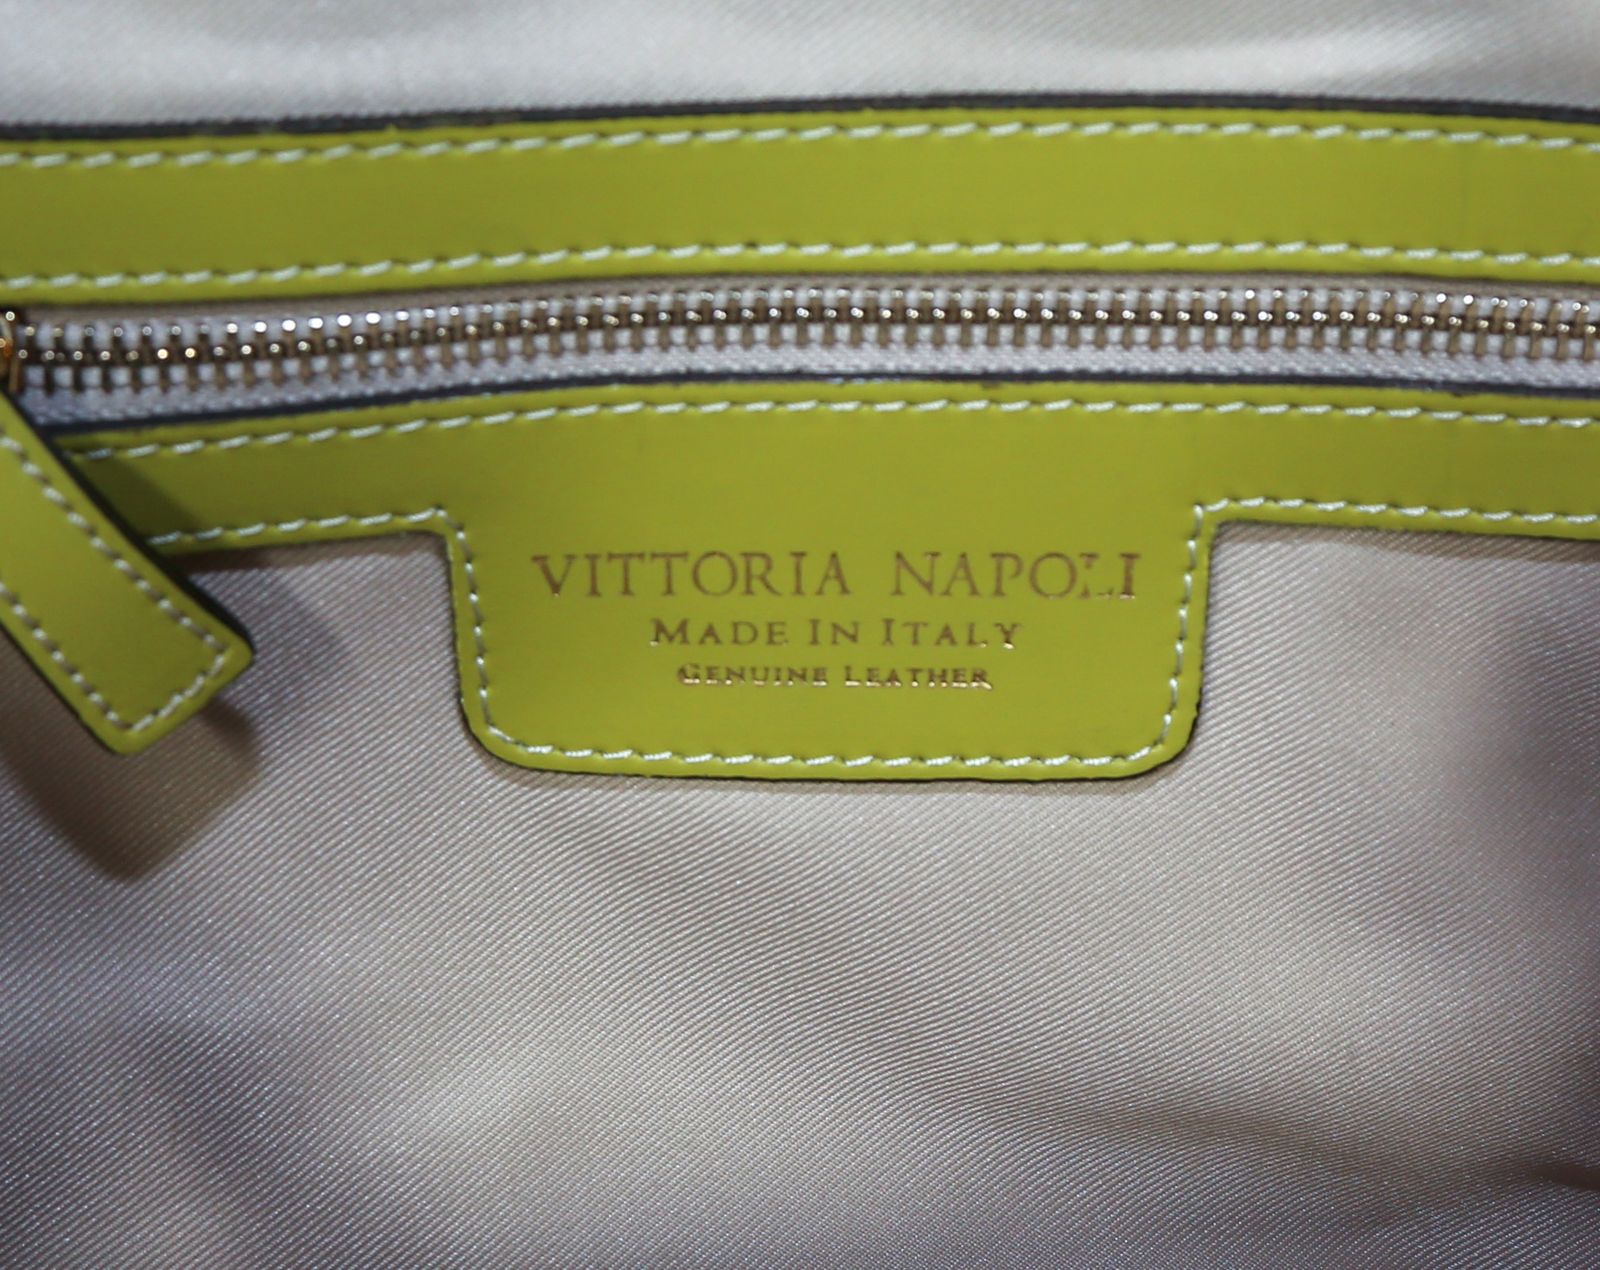 VITTORIA NAPOLI
MADE IN ITALY
GENUINE LEATHER